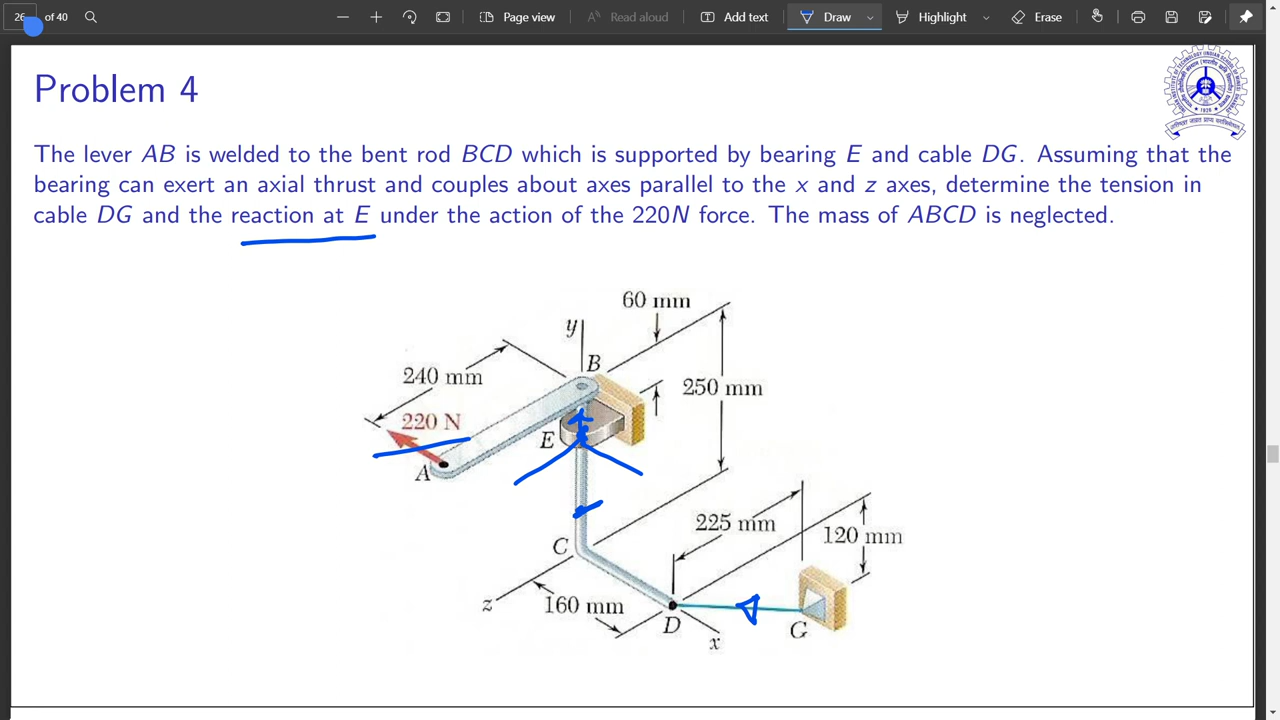 26 of 40 Page view Read aloud Add text Draw Highlight Erase
Problem 4
The lever AB is welded to the bent rod BCD which is supported by bearing E and cable DG. Assuming that the
bearing can exert an axial thrust and couples about axes parallel to the x and z axes, determine the tension in
cable DG and the reaction at E under the action of the 220N force. The mass of ABCD is neglected.
60 mm
y
B
240 mm
250 mm
220 N
E
A
225 mm
120 mm
C
z
160 mm
D
G
x